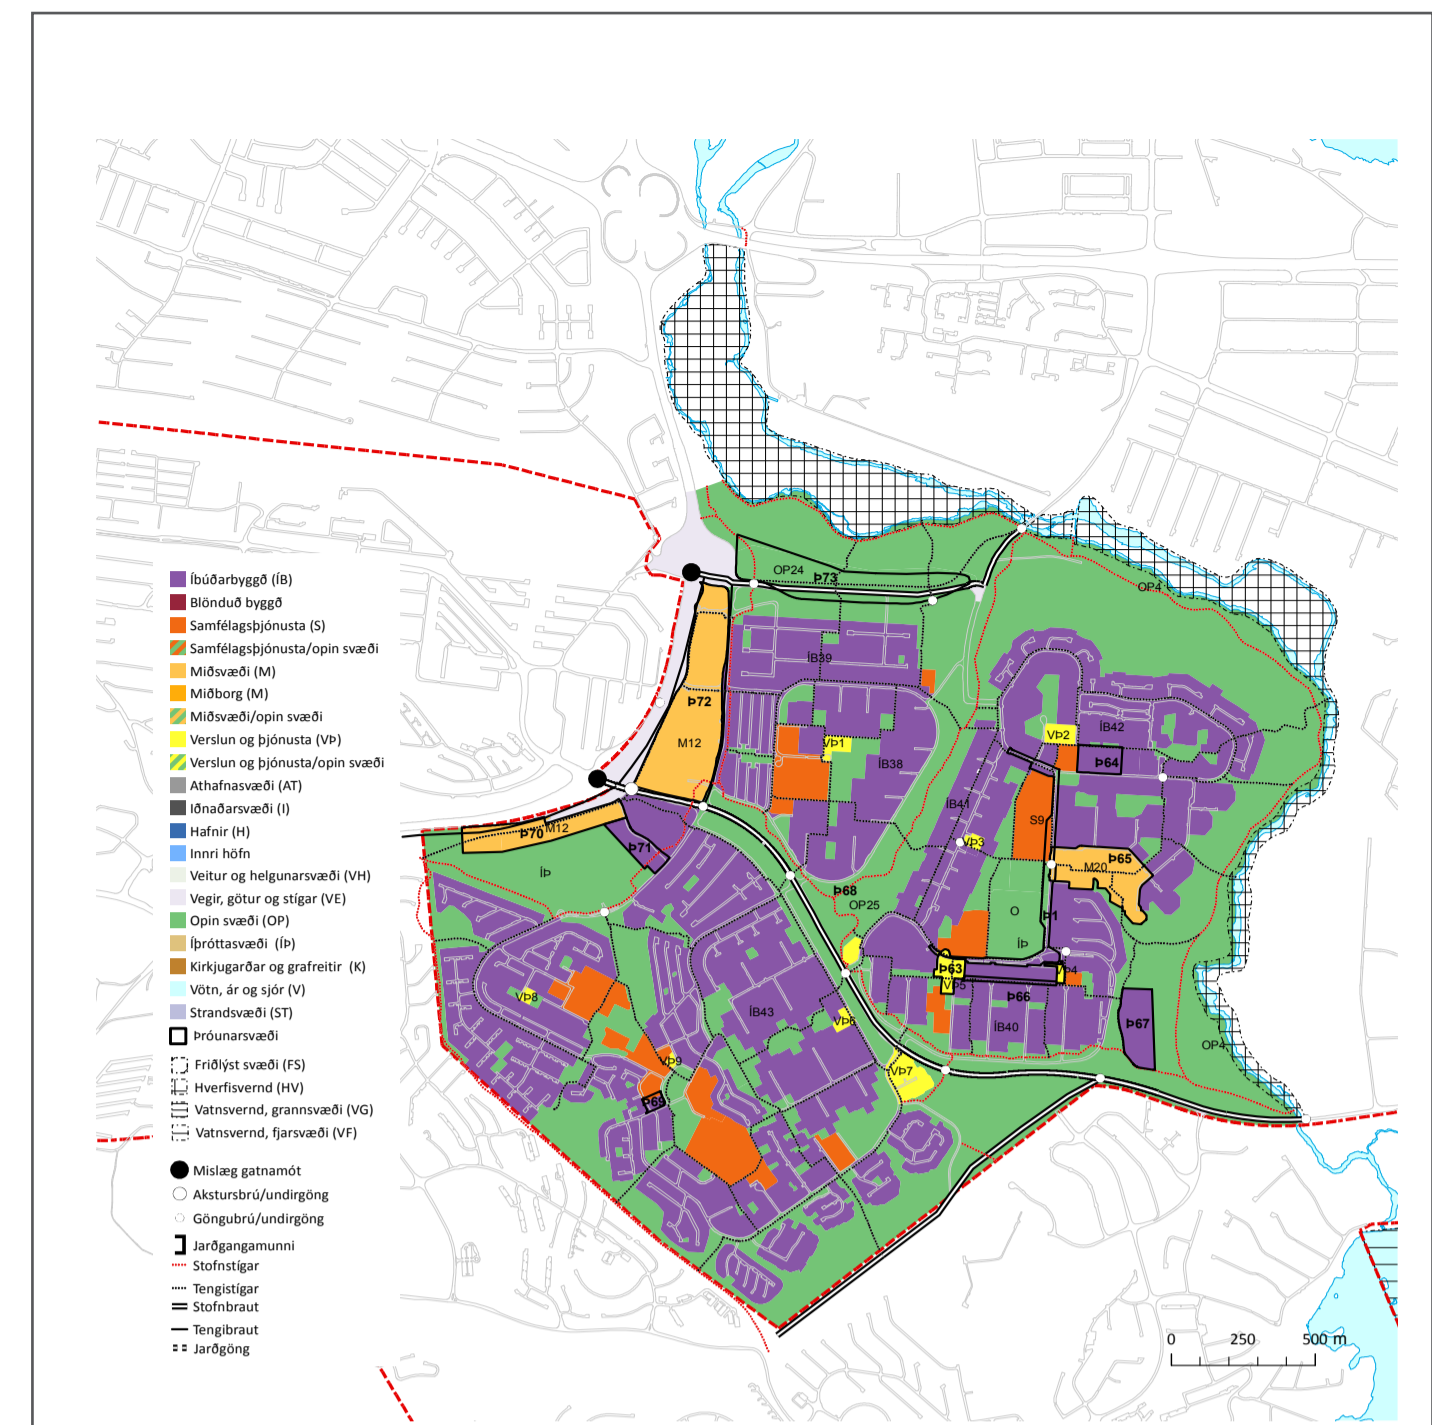 OP24
Þ73
OP4
ÍB39
Þ72
M12
VÞ1
ÍB38
VÞ2
ÍB42
Þ64
ÍB41
S9
VÞ3
Þ70
M12
Þ71
ÍÞ
Þ65
M20
Þ68
OP25
O
Þ1
ÍÞ
Þ63
VÞ4
VÞ5
Þ66
VÞ8
ÍB43
VÞ6
ÍB40
Þ67
OP4
VÞ9
VÞ7
Þ69
Íbúðarbyggð (ÍB)
Blönduð byggð
Samfélagsþjónusta (S)
Samfélagsþjónusta/opin svæði
Miðsvæði (M)
Miðborg (M)
Miðsvæði/opin svæði
Verslun og þjónusta (VÞ)
Verslun og þjónusta/opin svæði
Athafnasvæði (AT)
Iðnaðarsvæði (I)
Hafnir (H)
Innri höfn
Veitur og helgunarsvæði (VH)
Vegir, götur og stígar (VE)
Opin svæði (OP)
Íþróttasvæði (ÍÞ)
Kirkjugarðar og grafreitir (K)
Vötn, ár og sjór (V)
Strandsvæði (ST)
Þróunarsvæði
Friðlýst svæði (FS)
Hverfisvernd (HV)
Vatnsvernd, grannsvæði (VG)
Vatnsvernd, fjarsvæði (VF)
Mislæg gatnamót
Akstursbrú/undirgöng
Göngubrú/undirgöng
Jarðgangamunni
Stofnstígar
Tengistígar
Stofnbraut
Tengibraut
Jarðgöng
0 250 500 m